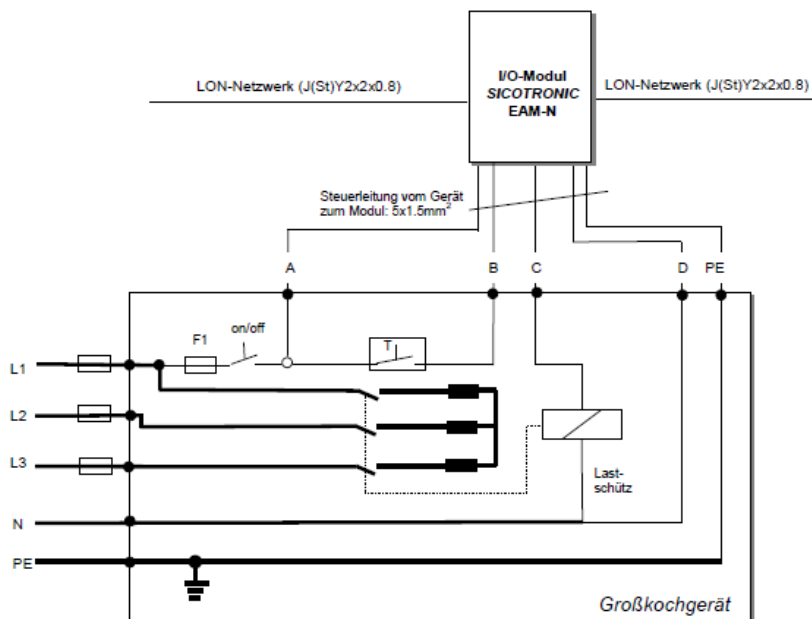 I/O-Modul
SICOTRONIC
EAM-N
LON-Netzwerk (J(St)Y2x2x0.8)
LON-Netzwerk (J(St)Y2x2x0.8)
Steuerleitung vom Gerät
zum Modul: 5x1.5mm²
A
B
C
D
PE
F1
on/off
T
L1
L2
L3
Last-
schütz
N
PE
Großkochgerät